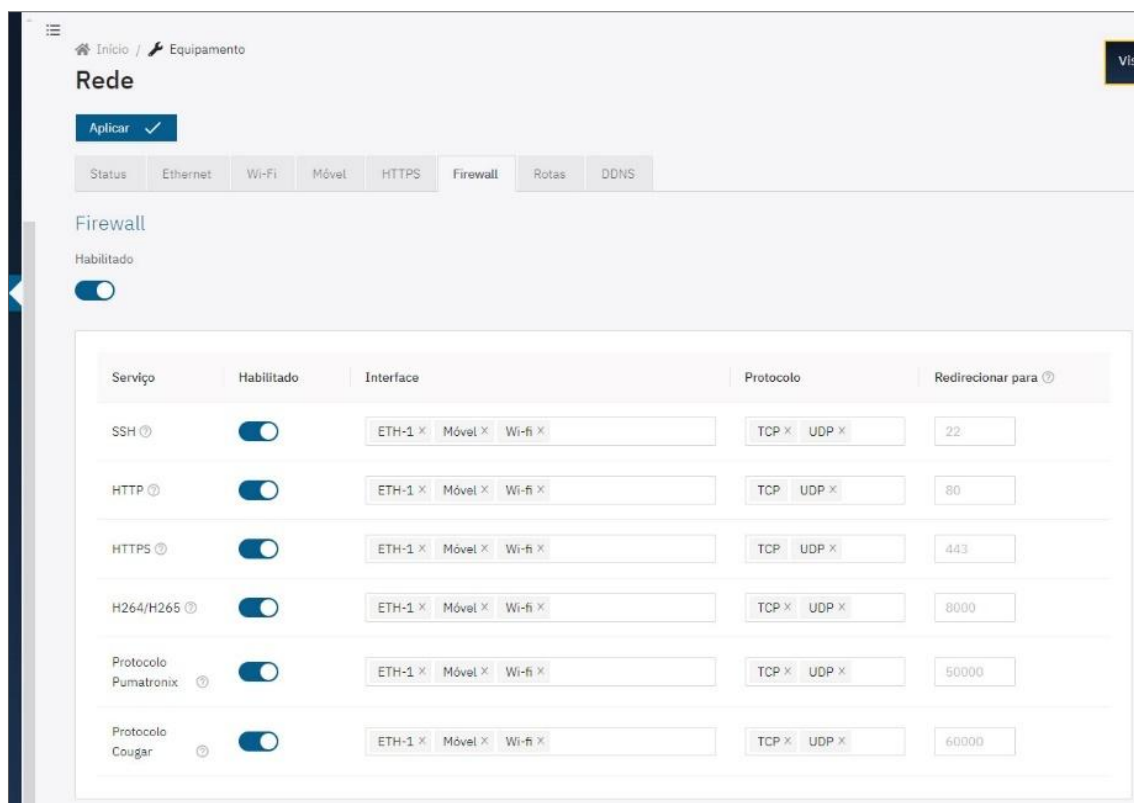 Início / Equipamento
Vis
Rede
Aplicar
Status Ethernet Wi-Fi Móvel HTTPS Firewall Rotas DDNS
Firewall
Habilitado
Serviço Habilitado Interface Protocolo Redirecionar para
SSH ETH-1 × Móvel × Wi-fi × TCP × UDP × 22
HTTP ETH-1 × Móvel × Wi-fi × TCP UDP × 80
HTTPS ETH-1 × Móvel × Wi-fi × TCP UDP × 443
H264/H265 ETH-1 × Móvel × Wi-fi × TCP × UDP × 8000
Protocolo
Pumatronix ETH-1 × Móvel × Wi-fi × TCP × UDP × 50000
Protocolo
Cougar ETH-1 × Móvel × Wi-fi × TCP × UDP × 60000